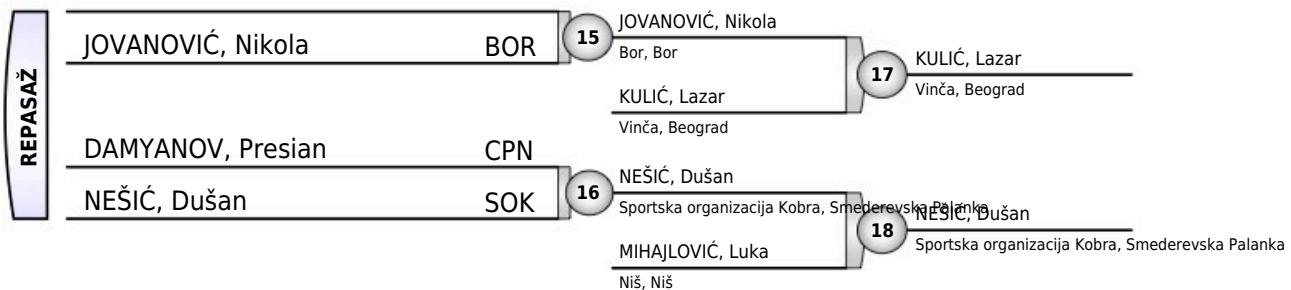 REPASAŽ
JOVANOVIĆ, Nikola BOR
15
JOVANOVIĆ, Nikola
Bor, Bor
KULIĆ, Lazar
Vinča, Beograd
17
KULIĆ, Lazar
Vinča, Beograd
DAMYANOV, Presian CPN
NEŠIĆ, Dušan SOK
16
NEŠIĆ, Dušan
Sportska organizacija Kobra, Smederevska Palanka
MIHAJLOVIĆ, Luka
Niš, Niš
18
NEŠIĆ, Dušan
Sportska organizacija Kobra, Smederevska Palanka